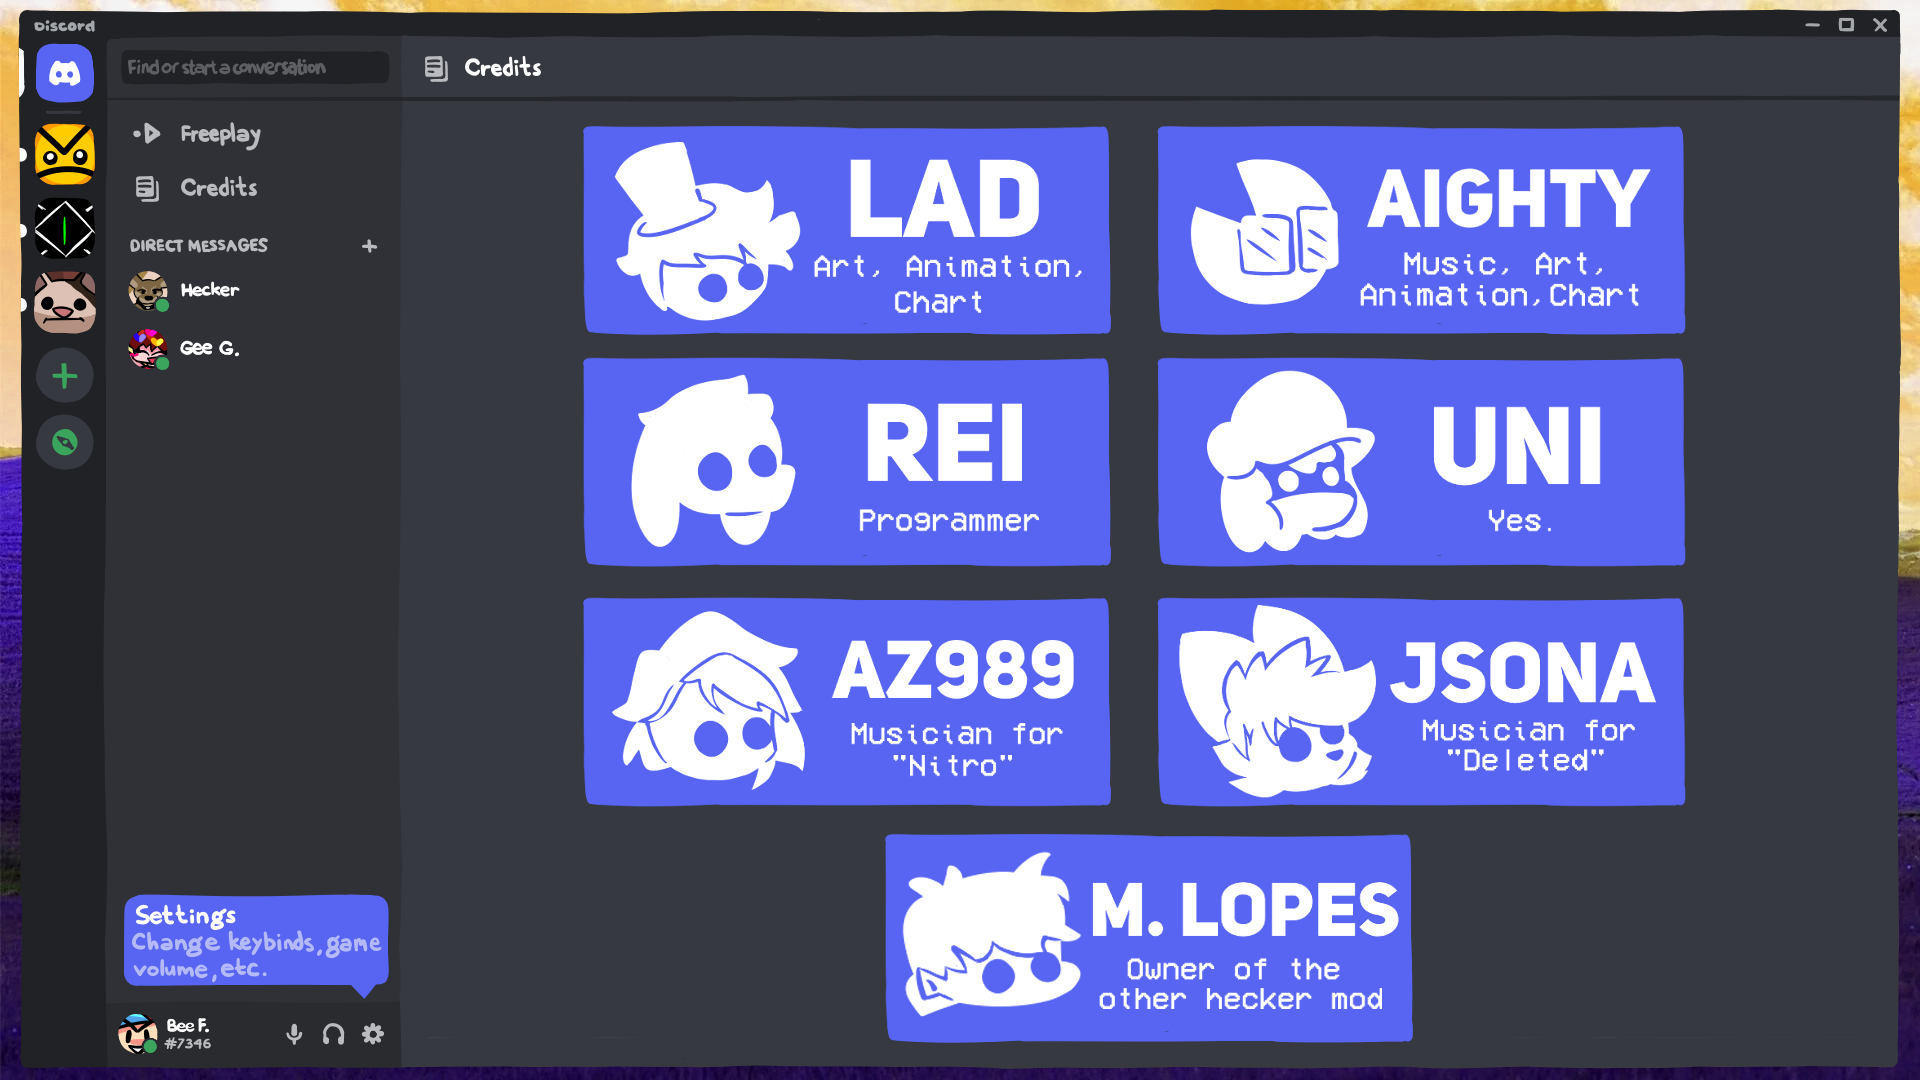 Discord
Find or start a conversation
Credits
Freeplay
Credits
DIRECT MESSAGES
Hecker
Gee G.
LAD
Art, Animation,
Chart
AIGHTY
Music, Art,
Animation,Chart
REI
Programmer
UNI
Yes.
AZ989
Musician for
"Nitro"
JSONA
Musician for
"Deleted"
M. LOPES
Owner of the
other hecker mod
Settings
Change keybinds, game
volume, etc.
Bee F.
#7346